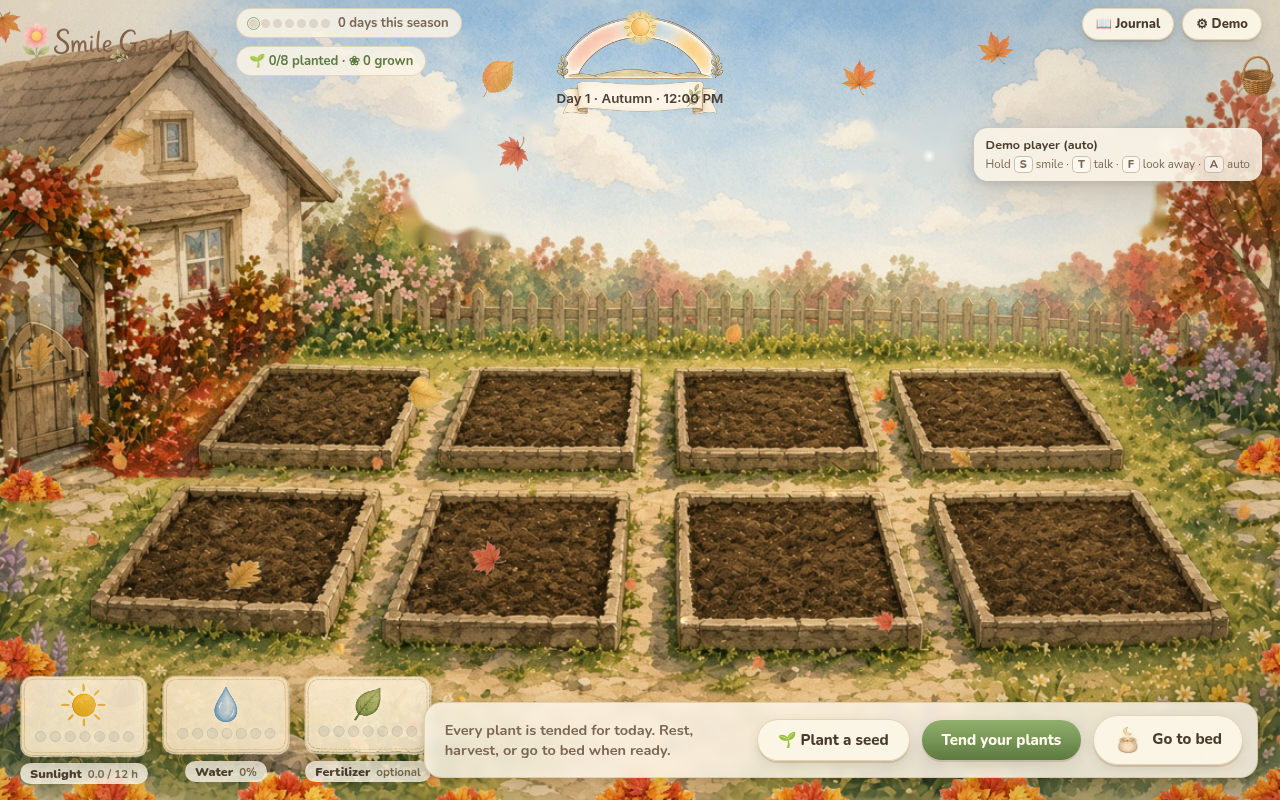 Smile Garden
0 days this season
0/8 planted · ❀ 0 grown
Day 1 · Autumn · 12:00 PM
Journal
Demo
Demo player (auto)
Hold S smile · T talk · F look away · A auto
Every plant is tended for today. Rest,
harvest, or go to bed when ready.
Plant a seed
Tend your plants
Go to bed
Sunlight 0.0 / 12 h
Water 0%
Fertilizer optional